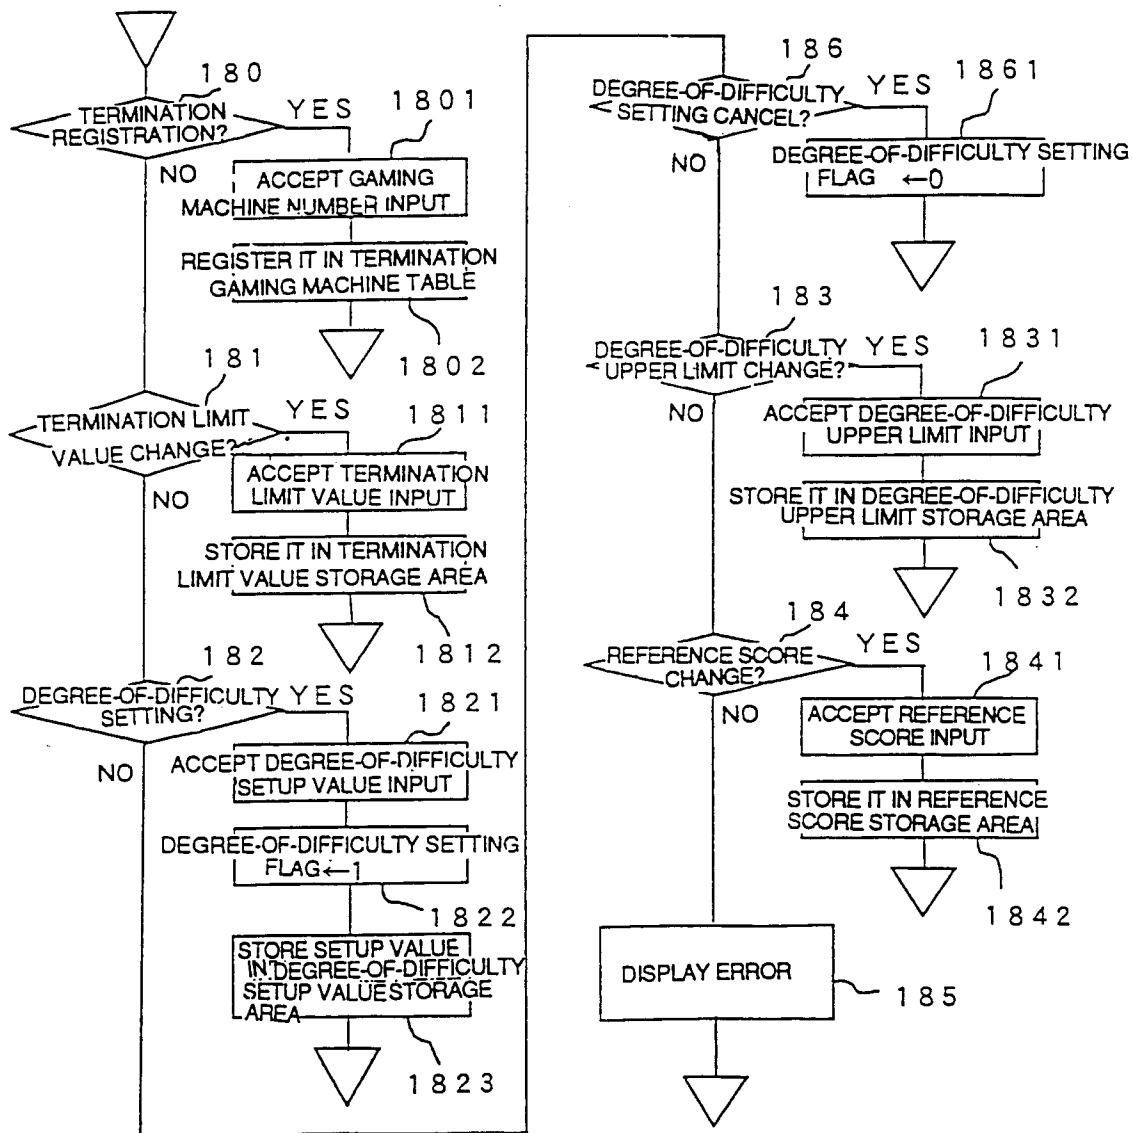 180
TERMINATION
REGISTRATION?
YES
NO
1801
ACCEPT GAMING
MACHINE NUMBER INPUT
REGISTER IT IN TERMINATION
GAMING MACHINE TABLE
1802
181
TERMINATION LIMIT
VALUE CHANGE?
YES
NO
1811
ACCEPT TERMINATION
LIMIT VALUE INPUT
STORE IT IN TERMINATION
LIMIT VALUE STORAGE AREA
1812
182
DEGREE-OF-DIFFICULTY
SETTING?
YES
NO
1821
ACCEPT DEGREE-OF-DIFFICULTY
SETUP VALUE INPUT
DEGREE-OF-DIFFICULTY SETTING
FLAG ←1
1822
STORE SETUP VALUE
IN DEGREE-OF-DIFFICULTY
SETUP VALUE STORAGE
AREA
1823
186
DEGREE-OF-DIFFICULTY
SETTING CANCEL?
YES
NO
1861
DEGREE-OF-DIFFICULTY SETTING
FLAG ←0
183
DEGREE-OF-DIFFICULTY
UPPER LIMIT CHANGE?
YES
NO
1831
ACCEPT DEGREE-OF-DIFFICULTY
UPPER LIMIT INPUT
STORE IT IN DEGREE-OF-DIFFICULTY
UPPER LIMIT STORAGE AREA
1832
184
REFERENCE SCORE
CHANGE?
YES
NO
1841
ACCEPT REFERENCE
SCORE INPUT
STORE IT IN REFERENCE
SCORE STORAGE AREA
1842
DISPLAY ERROR
185